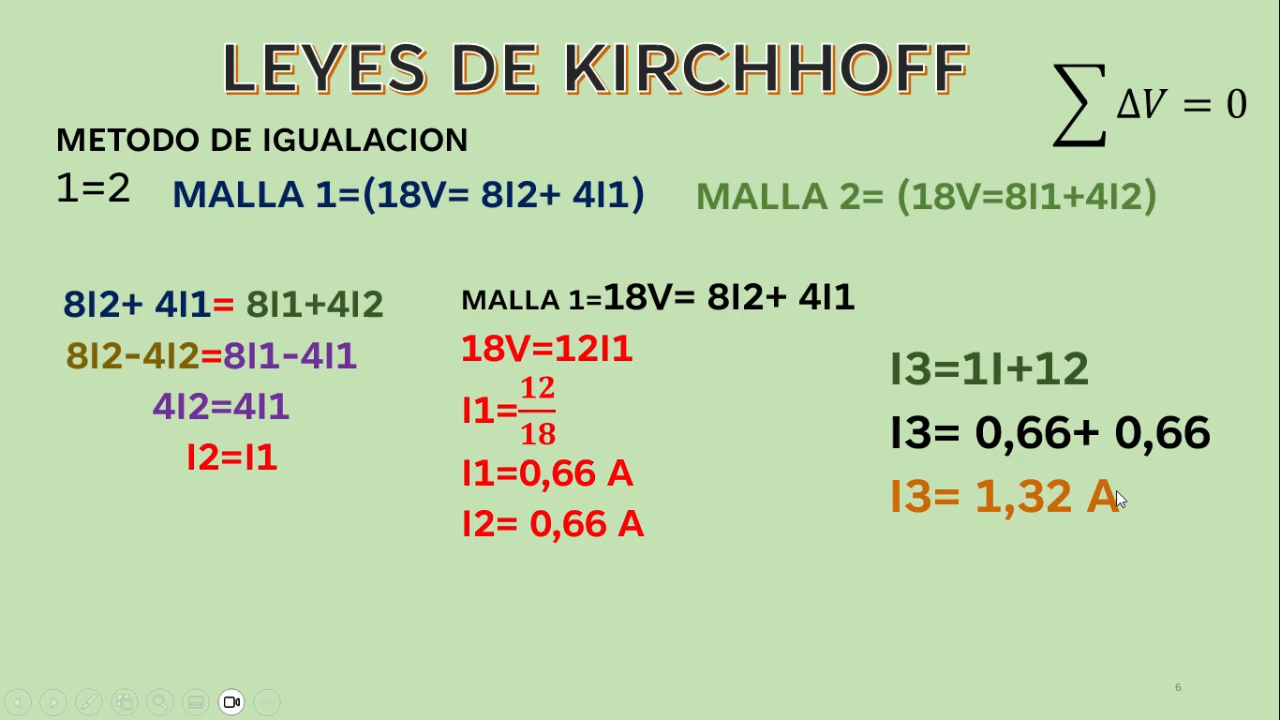 LEYES DE KIRCHHOFF
∑ΔV = 0
METODO DE IGUALACION
1=2 MALLA 1=(18V= 8I2+ 4I1) MALLA 2= (18V=8I1+4I2)
8I2+ 4I1= 8I1+4I2
8I2-4I2=8I1-4I1
4I2=4I1
I2=I1
MALLA 1=18V= 8I2+ 4I1
18V=12I1
I1=12/18
I1=0,66 A
I2= 0,66 A
I3=1I+12
I3= 0,66+ 0,66
I3= 1,32 A
6